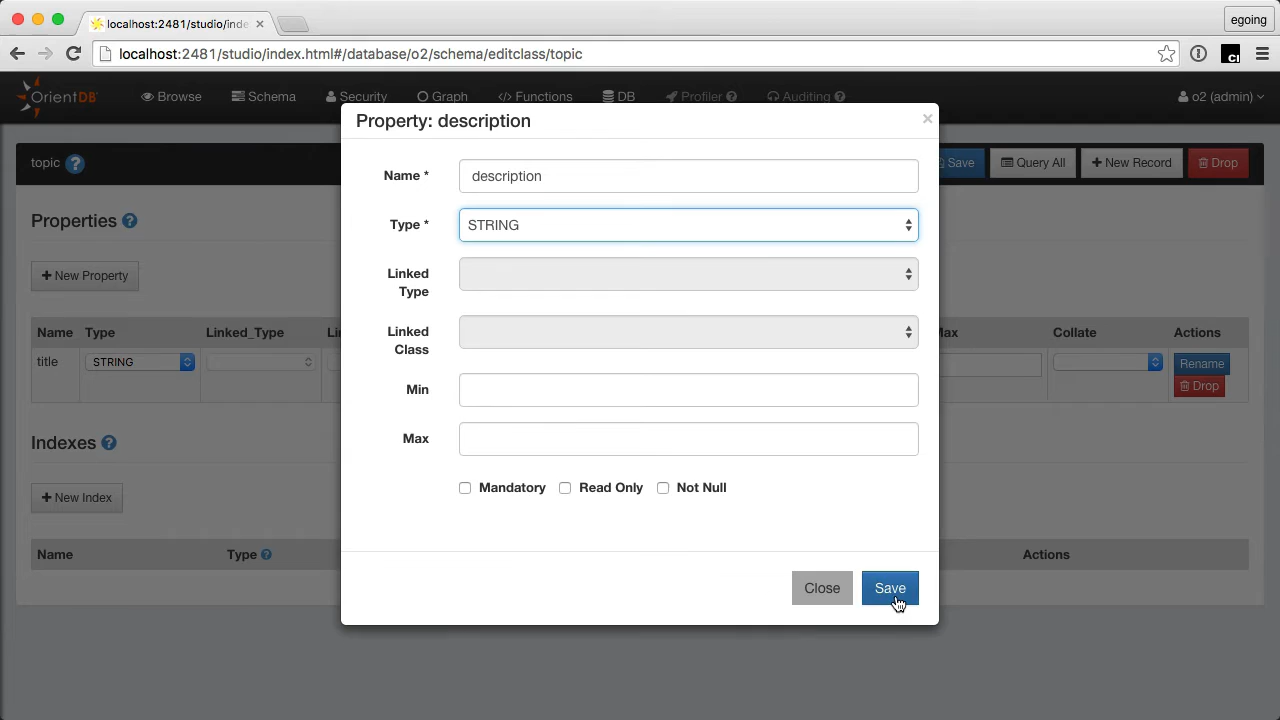 localhost:2481/studio/inde
egoing
localhost:2481/studio/index.html#/database/o2/schema/editclass/topic
OrientDB
Browse
Schema
Security
Graph
Functions
DB
Profiler
Auditing
o2 (admin)
Property: description
×
topic
Save
Query All
New Record
Drop
Name *
description
Type *
STRING
Properties
Linked
Type
New Property
Linked
Class
Name
Type
Linked_Type
Li
Collate
Actions
title
STRING
Rename
Drop
Min
Max
Indexes
Mandatory
Read Only
Not Null
New Index
Name
Type
Actions
Close
Save